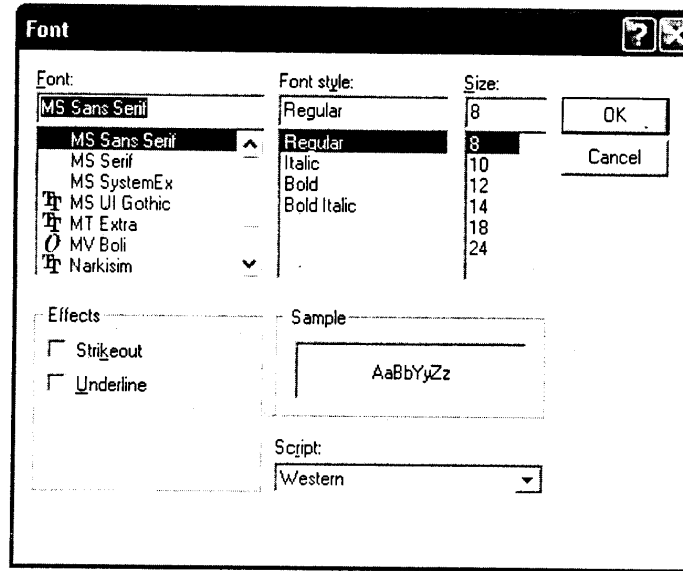 Font
Font:
MS Sans Serif
MS Sans Serif
MS Serif
MS SystemEx
MS UI Gothic
MT Extra
MV Boli
Narkisim
Font style:
Regular
Regular
Italic
Bold
Bold Italic
Size:
8
8
10
12
14
18
24
OK
Cancel
Effects
Strikeout
Underline
Sample
AaBbYyZz
Script:
Western